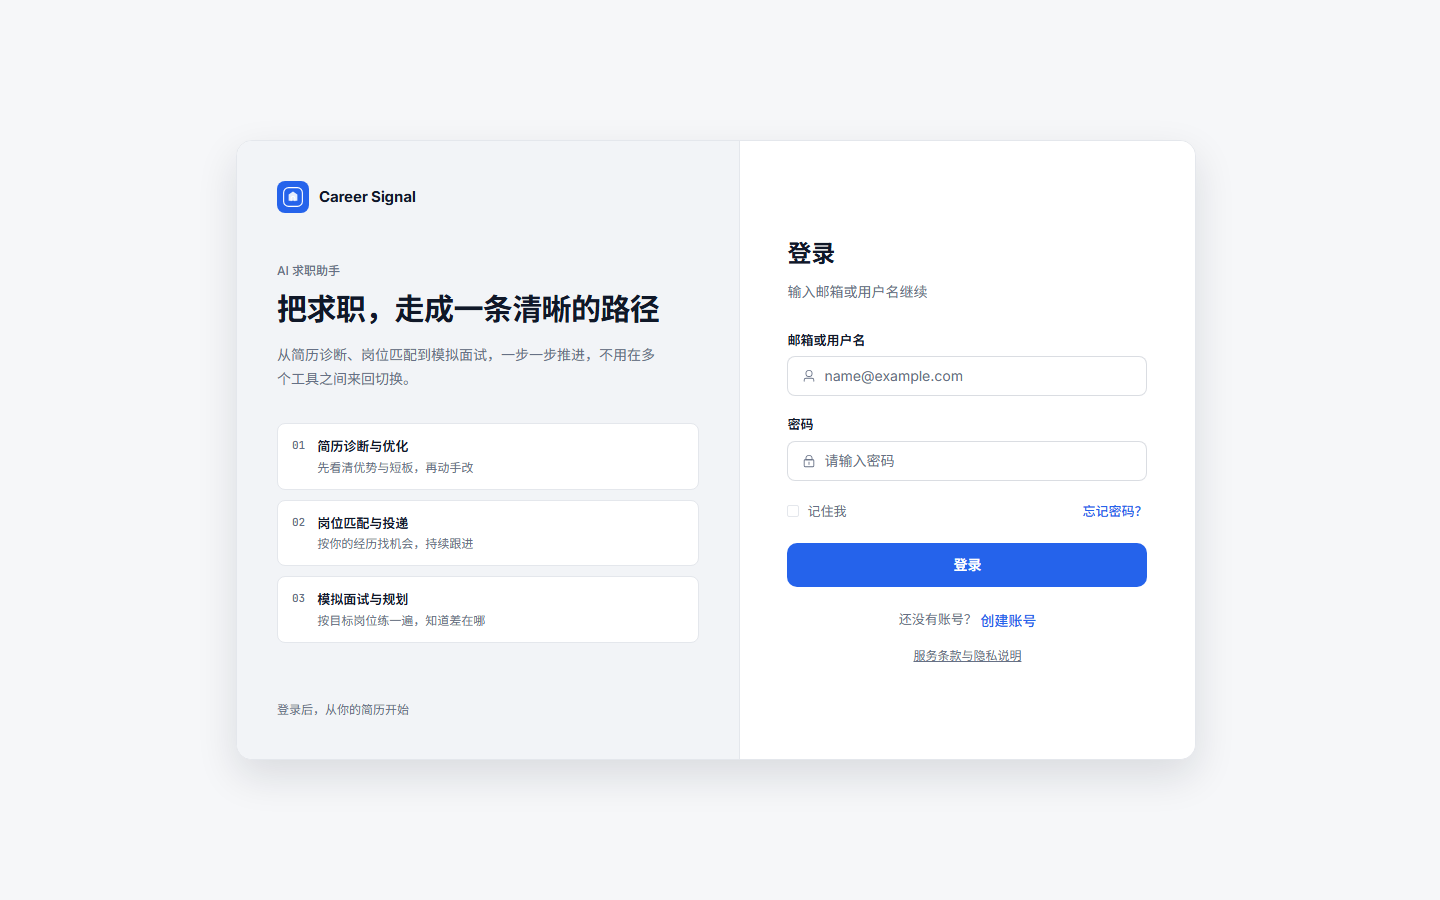 Career Signal
AI 求职助手
把求职，走成一条清晰的路径
从简历诊断、岗位匹配到模拟面试，一步一步推进，不用在多
个工具之间来回切换。
01 简历诊断与优化
先看清优势与短板，再动手改
02 岗位匹配与投递
按你的经历找机会，持续跟进
03 模拟面试与规划
按目标岗位练一遍，知道差在哪
登录后，从你的简历开始
登录
输入邮箱或用户名继续
邮箱或用户名
name@example.com
密码
请输入密码
记住我 忘记密码？
登录
还没有账号？ 创建账号
服务条款与隐私说明